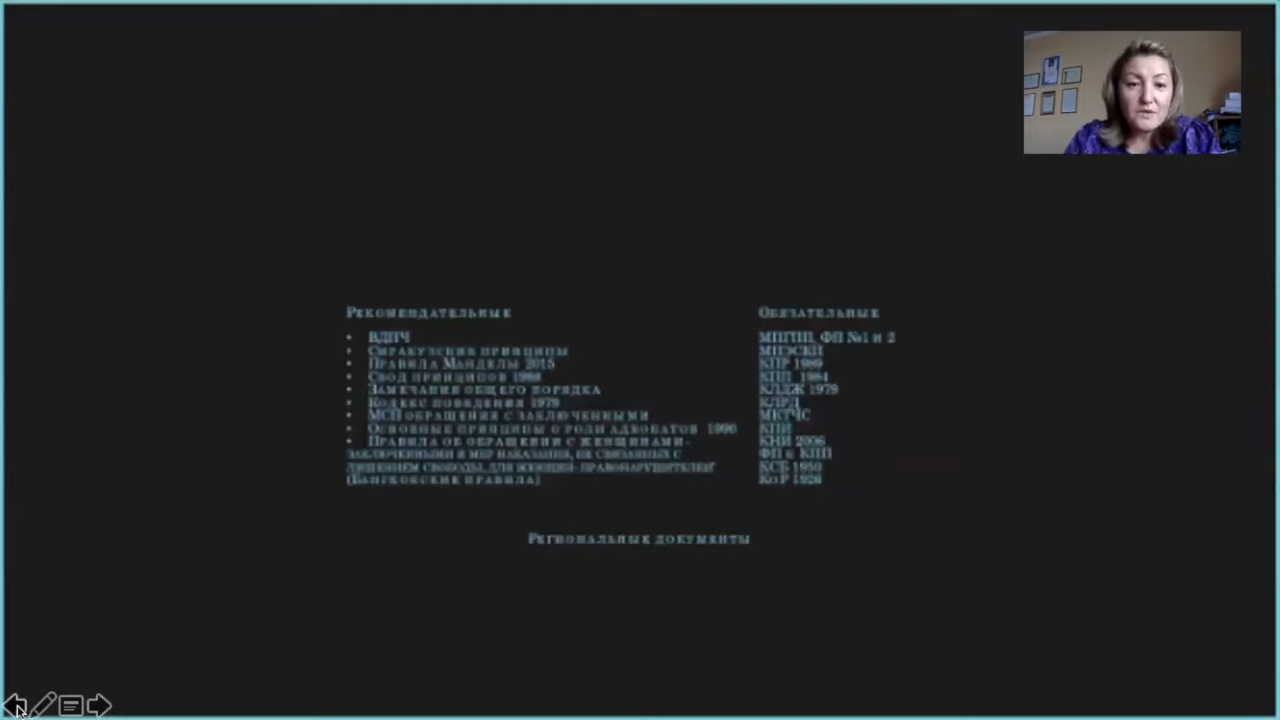 Рекомендательные
• ВДПЧ
• Сиракузские принципы
• Правила Манделы 2015
• Свод принципов 1988
• Замечания общего порядка
• Кодекс поведения 1979
• МСП обращения с заключенными
• Основные принципы о роли адвокатов 1990
• Правила об обращении с женщинами-
заключенными и мер наказания, не связанных с
лишением свободы, для женщин- правонарушителей
(Бангкокские правила)
Обязательные
МПГПП, ФП №1 и 2
МПЭСКП
КПР 1989
КПП 1984
КЛДЖ 1979
КЛРД
МКТЧС
КПИ
КНИ 2006
ФП к КПП
КСБ 1950
КоР 1926
Региональные документы